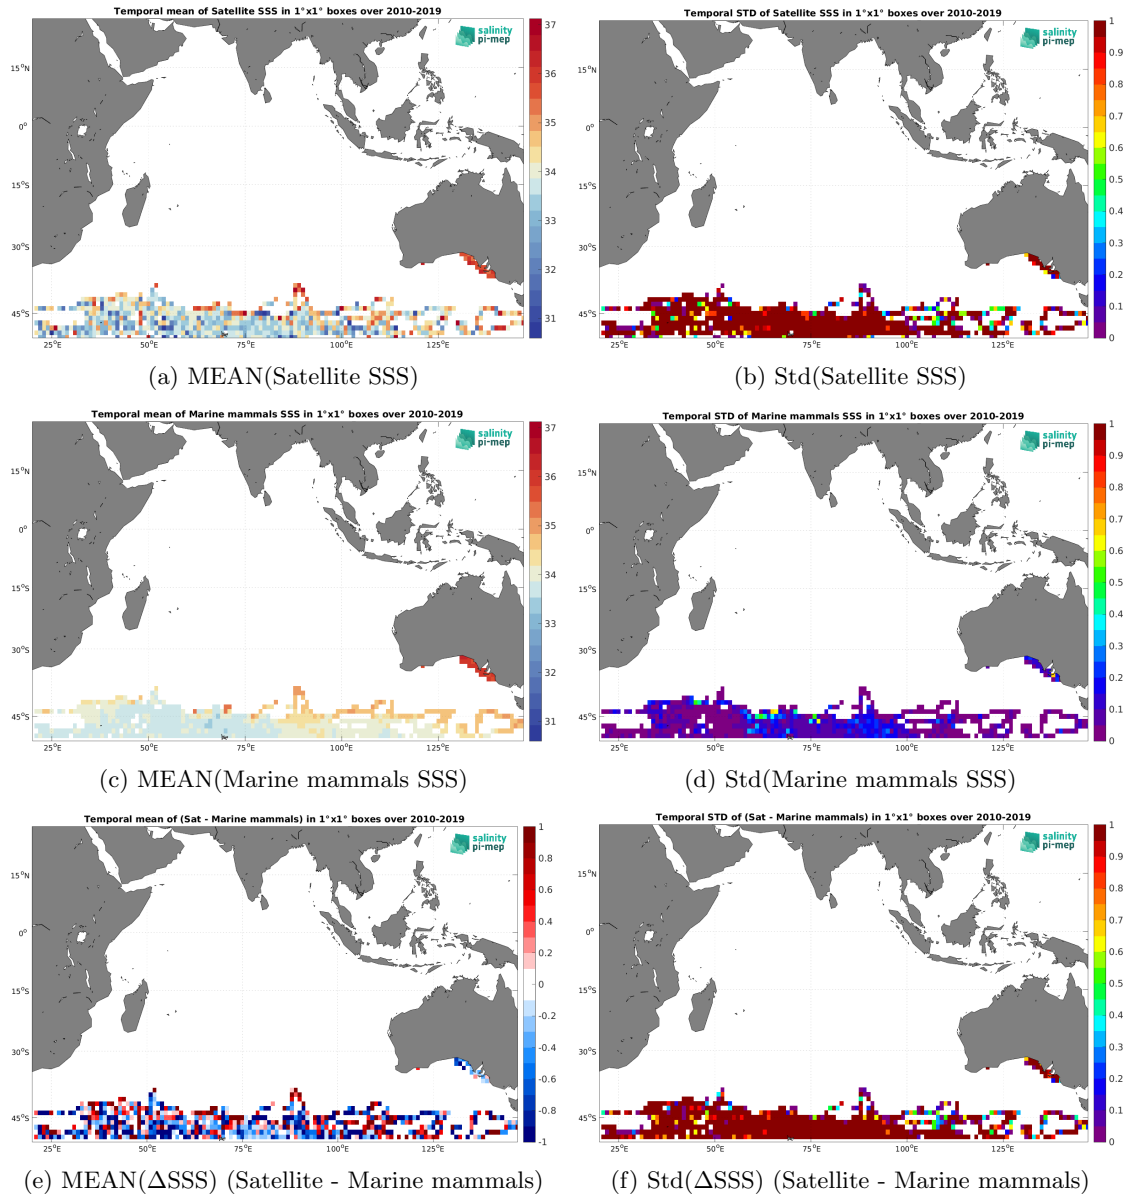 Temporal mean of Satellite SSS in 1°x1° boxes over 2010-2019
salinity
pi-mep
15°N
0°
15°S
30°S
45°S
25°E 50°E 75°E 100°E 125°E
37
36
35
34
33
32
31
(a) MEAN(Satellite SSS)
Temporal STD of Satellite SSS in 1°x1° boxes over 2010-2019
salinity
pi-mep
15°N
0°
15°S
30°S
45°S
25°E 50°E 75°E 100°E 125°E
1
0.9
0.8
0.7
0.6
0.5
0.4
0.3
0.2
0.1
0
(b) Std(Satellite SSS)
Temporal mean of Marine mammals SSS in 1°x1° boxes over 2010-2019
salinity
pi-mep
15°N
0°
15°S
30°S
45°S
25°E 50°E 75°E 100°E 125°E
37
36
35
34
33
32
31
(c) MEAN(Marine mammals SSS)
Temporal STD of Marine mammals SSS in 1°x1° boxes over 2010-2019
salinity
pi-mep
15°N
0°
15°S
30°S
45°S
25°E 50°E 75°E 100°E 125°E
1
0.9
0.8
0.7
0.6
0.5
0.4
0.3
0.2
0.1
0
(d) Std(Marine mammals SSS)
Temporal mean of (Sat - Marine mammals) in 1°x1° boxes over 2010-2019
salinity
pi-mep
15°N
0°
15°S
30°S
45°S
25°E 50°E 75°E 100°E 125°E
1
0.8
0.6
0.4
0.2
0
-0.2
-0.4
-0.6
-0.8
-1
(e) MEAN(ΔSSS) (Satellite - Marine mammals)
Temporal STD of (Sat - Marine mammals) in 1°x1° boxes over 2010-2019
salinity
pi-mep
15°N
0°
15°S
30°S
45°S
25°E 50°E 75°E 100°E 125°E
1
0.9
0.8
0.7
0.6
0.5
0.4
0.3
0.2
0.1
0
(f) Std(ΔSSS) (Satellite - Marine mammals)